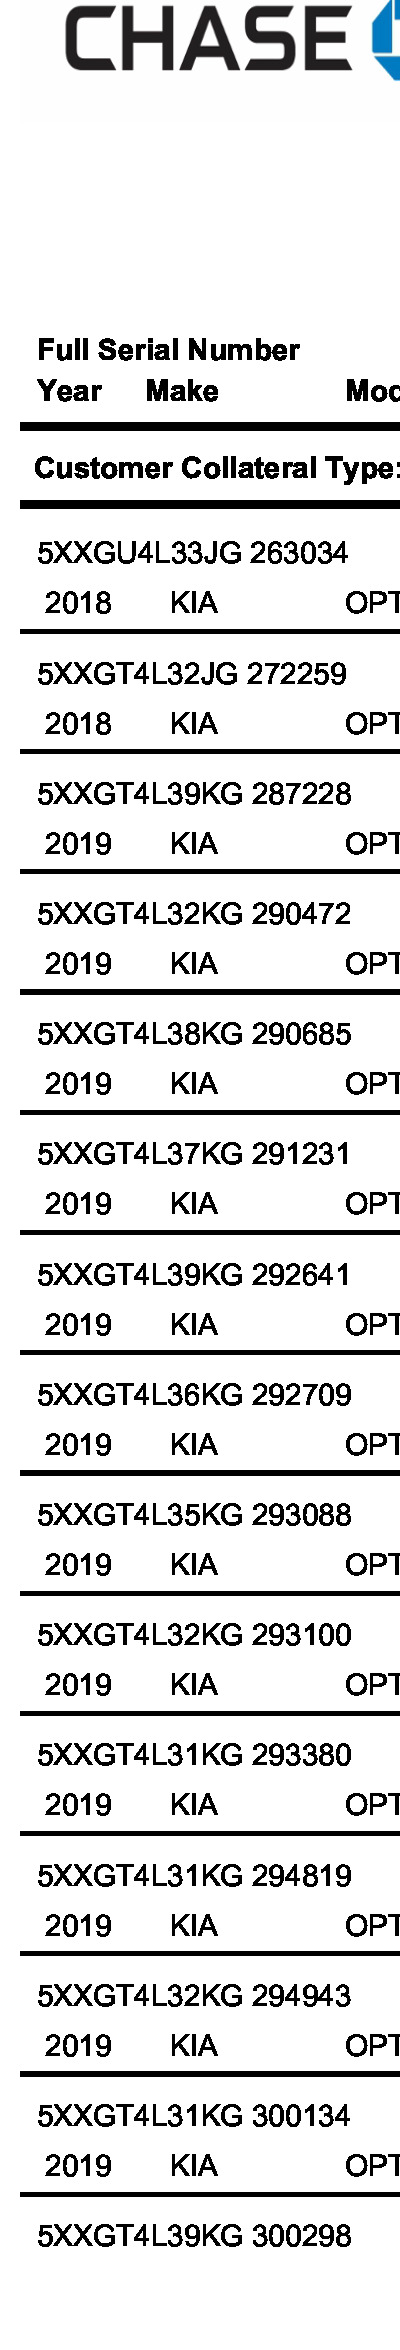 CHASE
Full Serial Number
Year Make Mod
Customer Collateral Type:
5XXGU4L33JG 263034
2018 KIA OPT
5XXGT4L32JG 272259
2018 KIA OPT
5XXGT4L39KG 287228
2019 KIA OPT
5XXGT4L32KG 290472
2019 KIA OPT
5XXGT4L38KG 290685
2019 KIA OPT
5XXGT4L37KG 291231
2019 KIA OPT
5XXGT4L39KG 292641
2019 KIA OPT
5XXGT4L36KG 292709
2019 KIA OPT
5XXGT4L35KG 293088
2019 KIA OPT
5XXGT4L32KG 293100
2019 KIA OPT
5XXGT4L31KG 293380
2019 KIA OPT
5XXGT4L31KG 294819
2019 KIA OPT
5XXGT4L32KG 294943
2019 KIA OPT
5XXGT4L31KG 300134
2019 KIA OPT
5XXGT4L39KG 300298